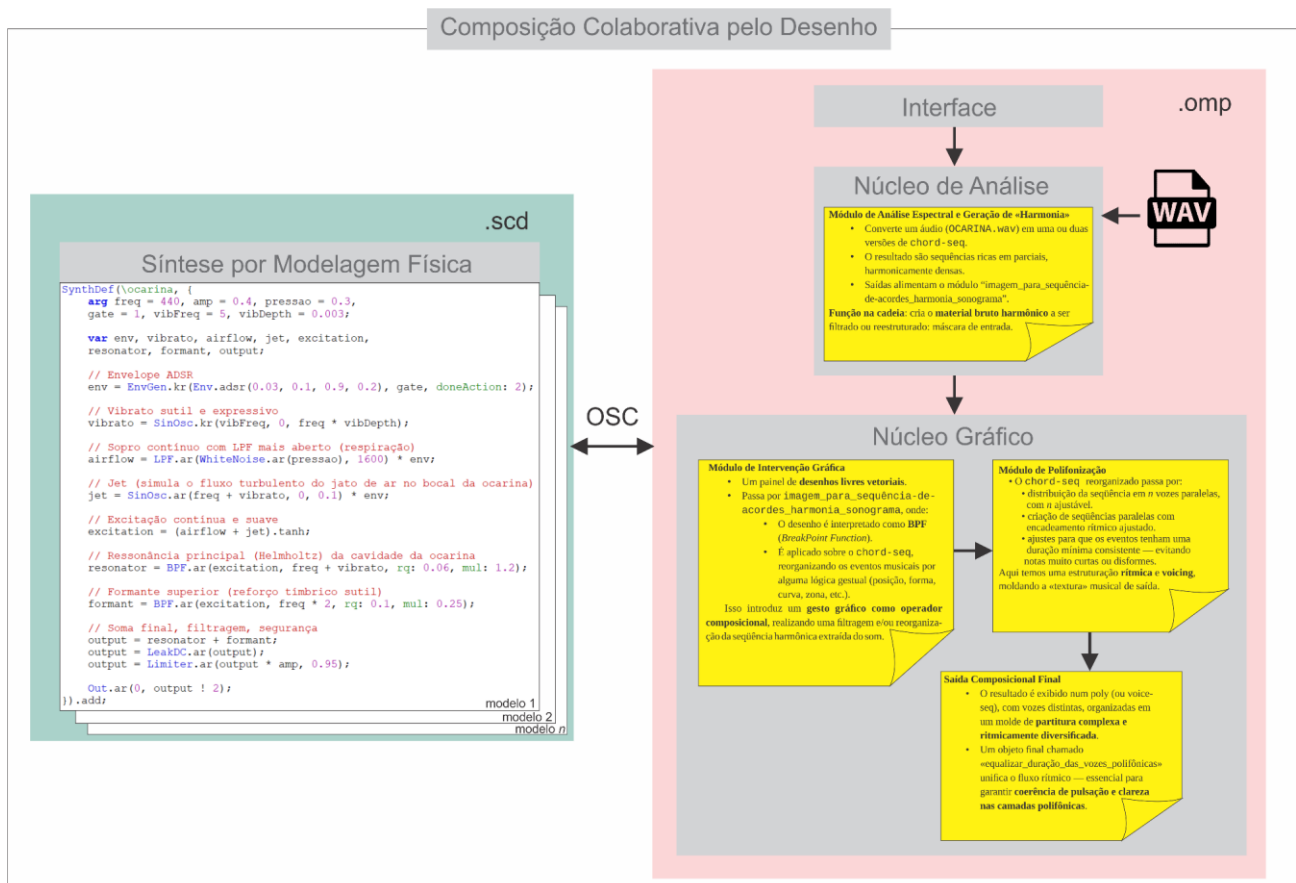 Composição Colaborativa pelo Desenho
.scd
Síntese por Modelagem Física
SynthDef(\ocarina, {
arg freq = 440, amp = 0.4, pressao = 0.3,
gate = 1, vibFreq = 5, vibDepth = 0.003;
var env, vibrato, airflow, jet, excitation,
resonator, formant, output;
// Envelope ADSR
env = EnvGen.kr(Env.adsr(0.03, 0.1, 0.9, 0.2), gate, doneAction: 2);
// Vibrato sutil e expressivo
vibrato = SinOsc.kr(vibFreq, 0, freq * vibDepth);
// Sopro contínuo com LPF mais aberto (respiração)
airflow = LPF.ar(WhiteNoise.ar(pressao), 1600) * env;
// Jet (simula o fluxo turbulento do jato de ar no bocal da ocarina)
jet = SinOsc.ar(freq + vibrato, 0, 0.1) * env;
// Excitação contínua e suave
excitation = (airflow + jet).tanh;
// Ressonância principal (Helmholtz) da cavidade da ocarina
resonator = BPF.ar(excitation, freq + vibrato, rq: 0.06, mul: 1.2);
// Formante superior (reforço tímbrico sutil)
formant = BPF.ar(excitation, freq * 2, rq: 0.1, mul: 0.25);
// Soma final, filtragem, segurança
output = resonator + formant;
output = LeakDC.ar(output);
output = Limiter.ar(output * amp, 0.95);
Out.ar(0, output ! 2);
}).add;
modelo 1
modelo 2
modelo n
OSC
.omp
Interface
Núcleo de Análise
WAV
Módulo de Análise Espectral e Geração de «Harmonia»
• Converte um áudio (OCARINA.wav) em uma ou duas
versões de chord-seq.
• O resultado são sequências ricas em parciais,
harmonicamente densas.
• Saídas alimentam o módulo “imagem_para_sequência-
de-acordes_harmonia_sonograma”.
Função na cadeia: cria o material bruto harmônico a ser
filtrado ou reestruturado: máscara de entrada.
Núcleo Gráfico
Módulo de Intervenção Gráfica
• Um painel de desenhos livres vetoriais.
• Passa por imagem_para_sequência-de-
acordes_harmonia_sonograma, onde:
• O desenho é interpretado como BPF
(BreakPoint Function).
• É aplicado sobre o chord-seq,
reorganizando os eventos musicais por
alguma lógica gestual (posição, forma,
curva, zona, etc.).
Isso introduz um gesto gráfico como operador
composicional, realizando uma filtragem e/ou reorganiza-
ção da seqüência harmônica extraída do som.
Módulo de Polifonização
• O chord-seq reorganizado passa por:
• distribuição da seqüência em n vozes paralelas,
com n ajustável.
• criação de seqüências paralelas com
encadeamento rítmico ajustado.
• ajustes para que os eventos tenham uma
duração mínima consistente — evitando
notas muito curtas ou disformes.
Aqui temos uma estruturação rítmica e voicing,
moldando a «textura» musical de saída.
Saída Composicional Final
• O resultado é exibido num poly (ou voice-
seq), com vozes distintas, organizadas em
um molde de partitura complexa e
ritmicamente diversificada.
• Um objeto final chamado
«equalizar_duração_das_vozes_polifônicas»
unifica o fluxo rítmico — essencial para
garantir coerência de pulsação e clareza
nas camadas polifônicas.